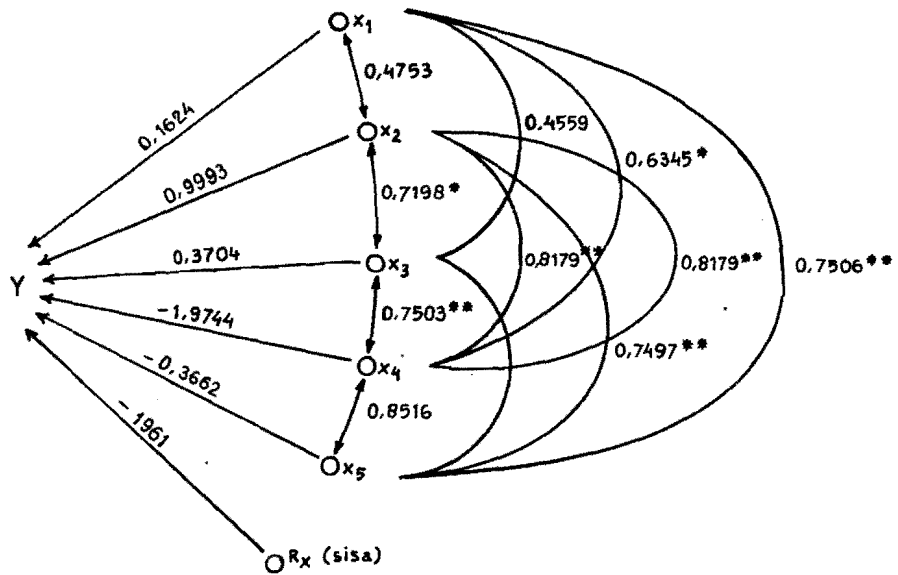 X1
0,4753
0,1624
0.4559
X2
0,6345*
0,9993
0,7198*
0,3704
X3
0,8179**
0,8179**
0.7506**
Y
-1,9744
0,7503**
0,7497**
X4
-0,3662
0,8516
-1961
X5
RX (sisa)